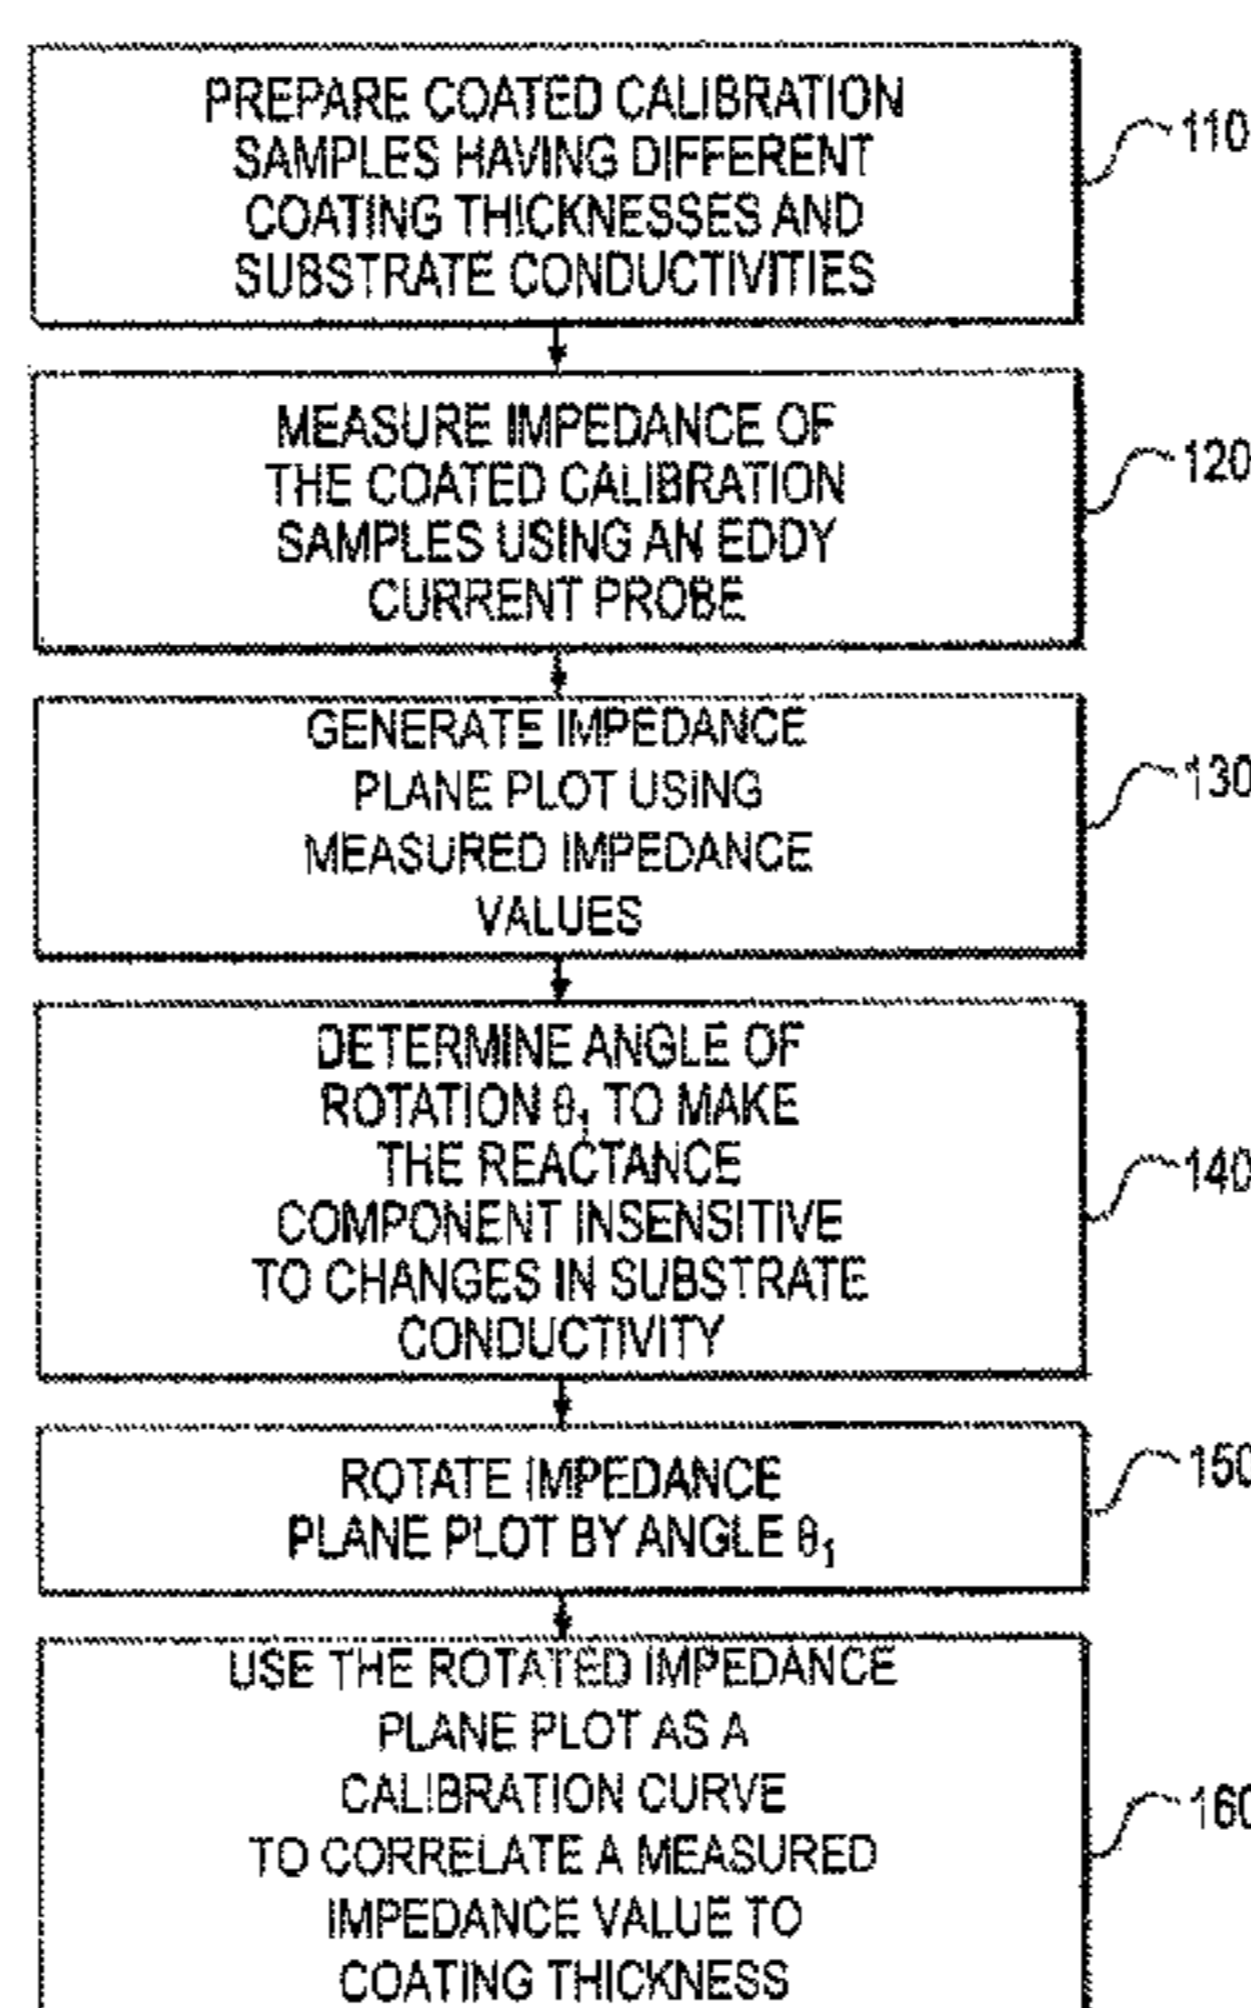 PREPARE COATED CALIBRATION
SAMPLES HAVING DIFFERENT
COATING THICKNESSES AND
SUBSTRATE CONDUCTIVITIES
110
MEASURE IMPEDANCE OF
THE COATED CALIBRATION
SAMPLES USING AN EDDY
CURRENT PROBE
120
GENERATE IMPEDANCE
PLANE PLOT USING
MEASURED IMPEDANCE
VALUES
130
DETERMINE ANGLE OF
ROTATION θ₁ TO MAKE
THE REACTANCE
COMPONENT INSENSITIVE
TO CHANGES IN SUBSTRATE
CONDUCTIVITY
140
ROTATE IMPEDANCE
PLANE PLOT BY ANGLE θ₁
150
USE THE ROTATED IMPEDANCE
PLANE PLOT AS A
CALIBRATION CURVE
TO CORRELATE A MEASURED
IMPEDANCE VALUE TO
COATING THICKNESS
160